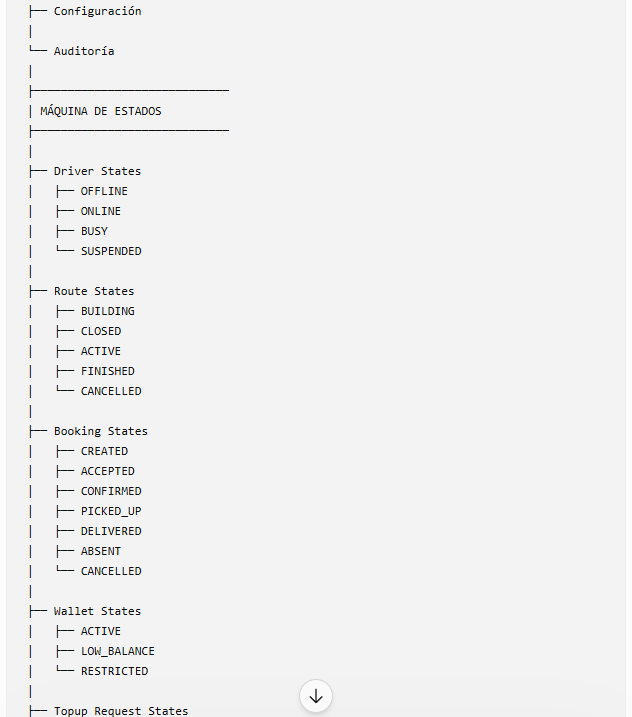 ├── Configuración
│
└── Auditoría
│
├─────────────────────────────
│ MÁQUINA DE ESTADOS
├─────────────────────────────
│
├── Driver States
│   ├── OFFLINE
│   ├── ONLINE
│   ├── BUSY
│   └── SUSPENDED
│
├── Route States
│   ├── BUILDING
│   ├── CLOSED
│   ├── ACTIVE
│   ├── FINISHED
│   └── CANCELLED
│
├── Booking States
│   ├── CREATED
│   ├── ACCEPTED
│   ├── CONFIRMED
│   ├── PICKED_UP
│   ├── DELIVERED
│   ├── ABSENT
│   └── CANCELLED
│
├── Wallet States
│   ├── ACTIVE
│   ├── LOW_BALANCE
│   └── RESTRICTED
│
├── Topup Request States